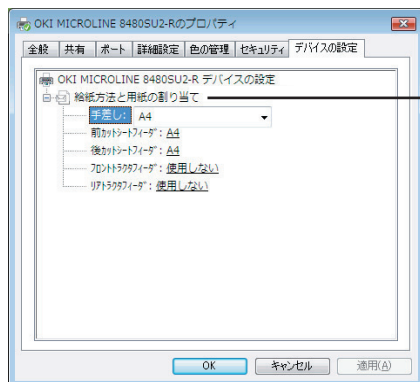 OKI MICROLINE 8480SU2-Rのプロパティ
全般 共有 ポート 詳細設定 色の管理 セキュリティ デバイスの設定
OKI MICROLINE 8480SU2-R デバイスの設定
給紙方法と用紙の割り当て
手差し: A4
前ｶｯﾄｼｰﾄﾌｨｰﾀﾞ: A4
後ｶｯﾄｼｰﾄﾌｨｰﾀﾞ: A4
ﾌﾛﾝﾄﾄﾗｸﾀﾌｨｰﾀﾞ: 使用しない
ﾘｱﾄﾗｸﾀﾌｨｰﾀﾞ: 使用しない
OK キャンセル 適用(A)